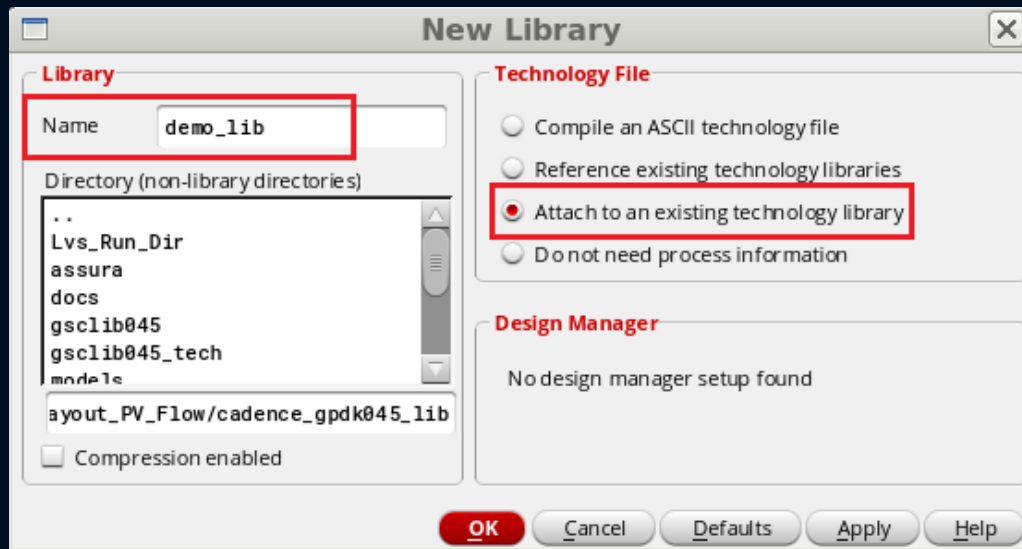 New Library
Library
Name demo_lib
Directory (non-library directories)
..
Lvs_Run_Dir
assura
docs
gsclib045
gsclib045_tech
models
ayout_PV_Flow/cadence_gpdk045_lib
Compression enabled
Technology File
Compile an ASCII technology file
Reference existing technology libraries
Attach to an existing technology library
Do not need process information
Design Manager
No design manager setup found
OK Cancel Defaults Apply Help